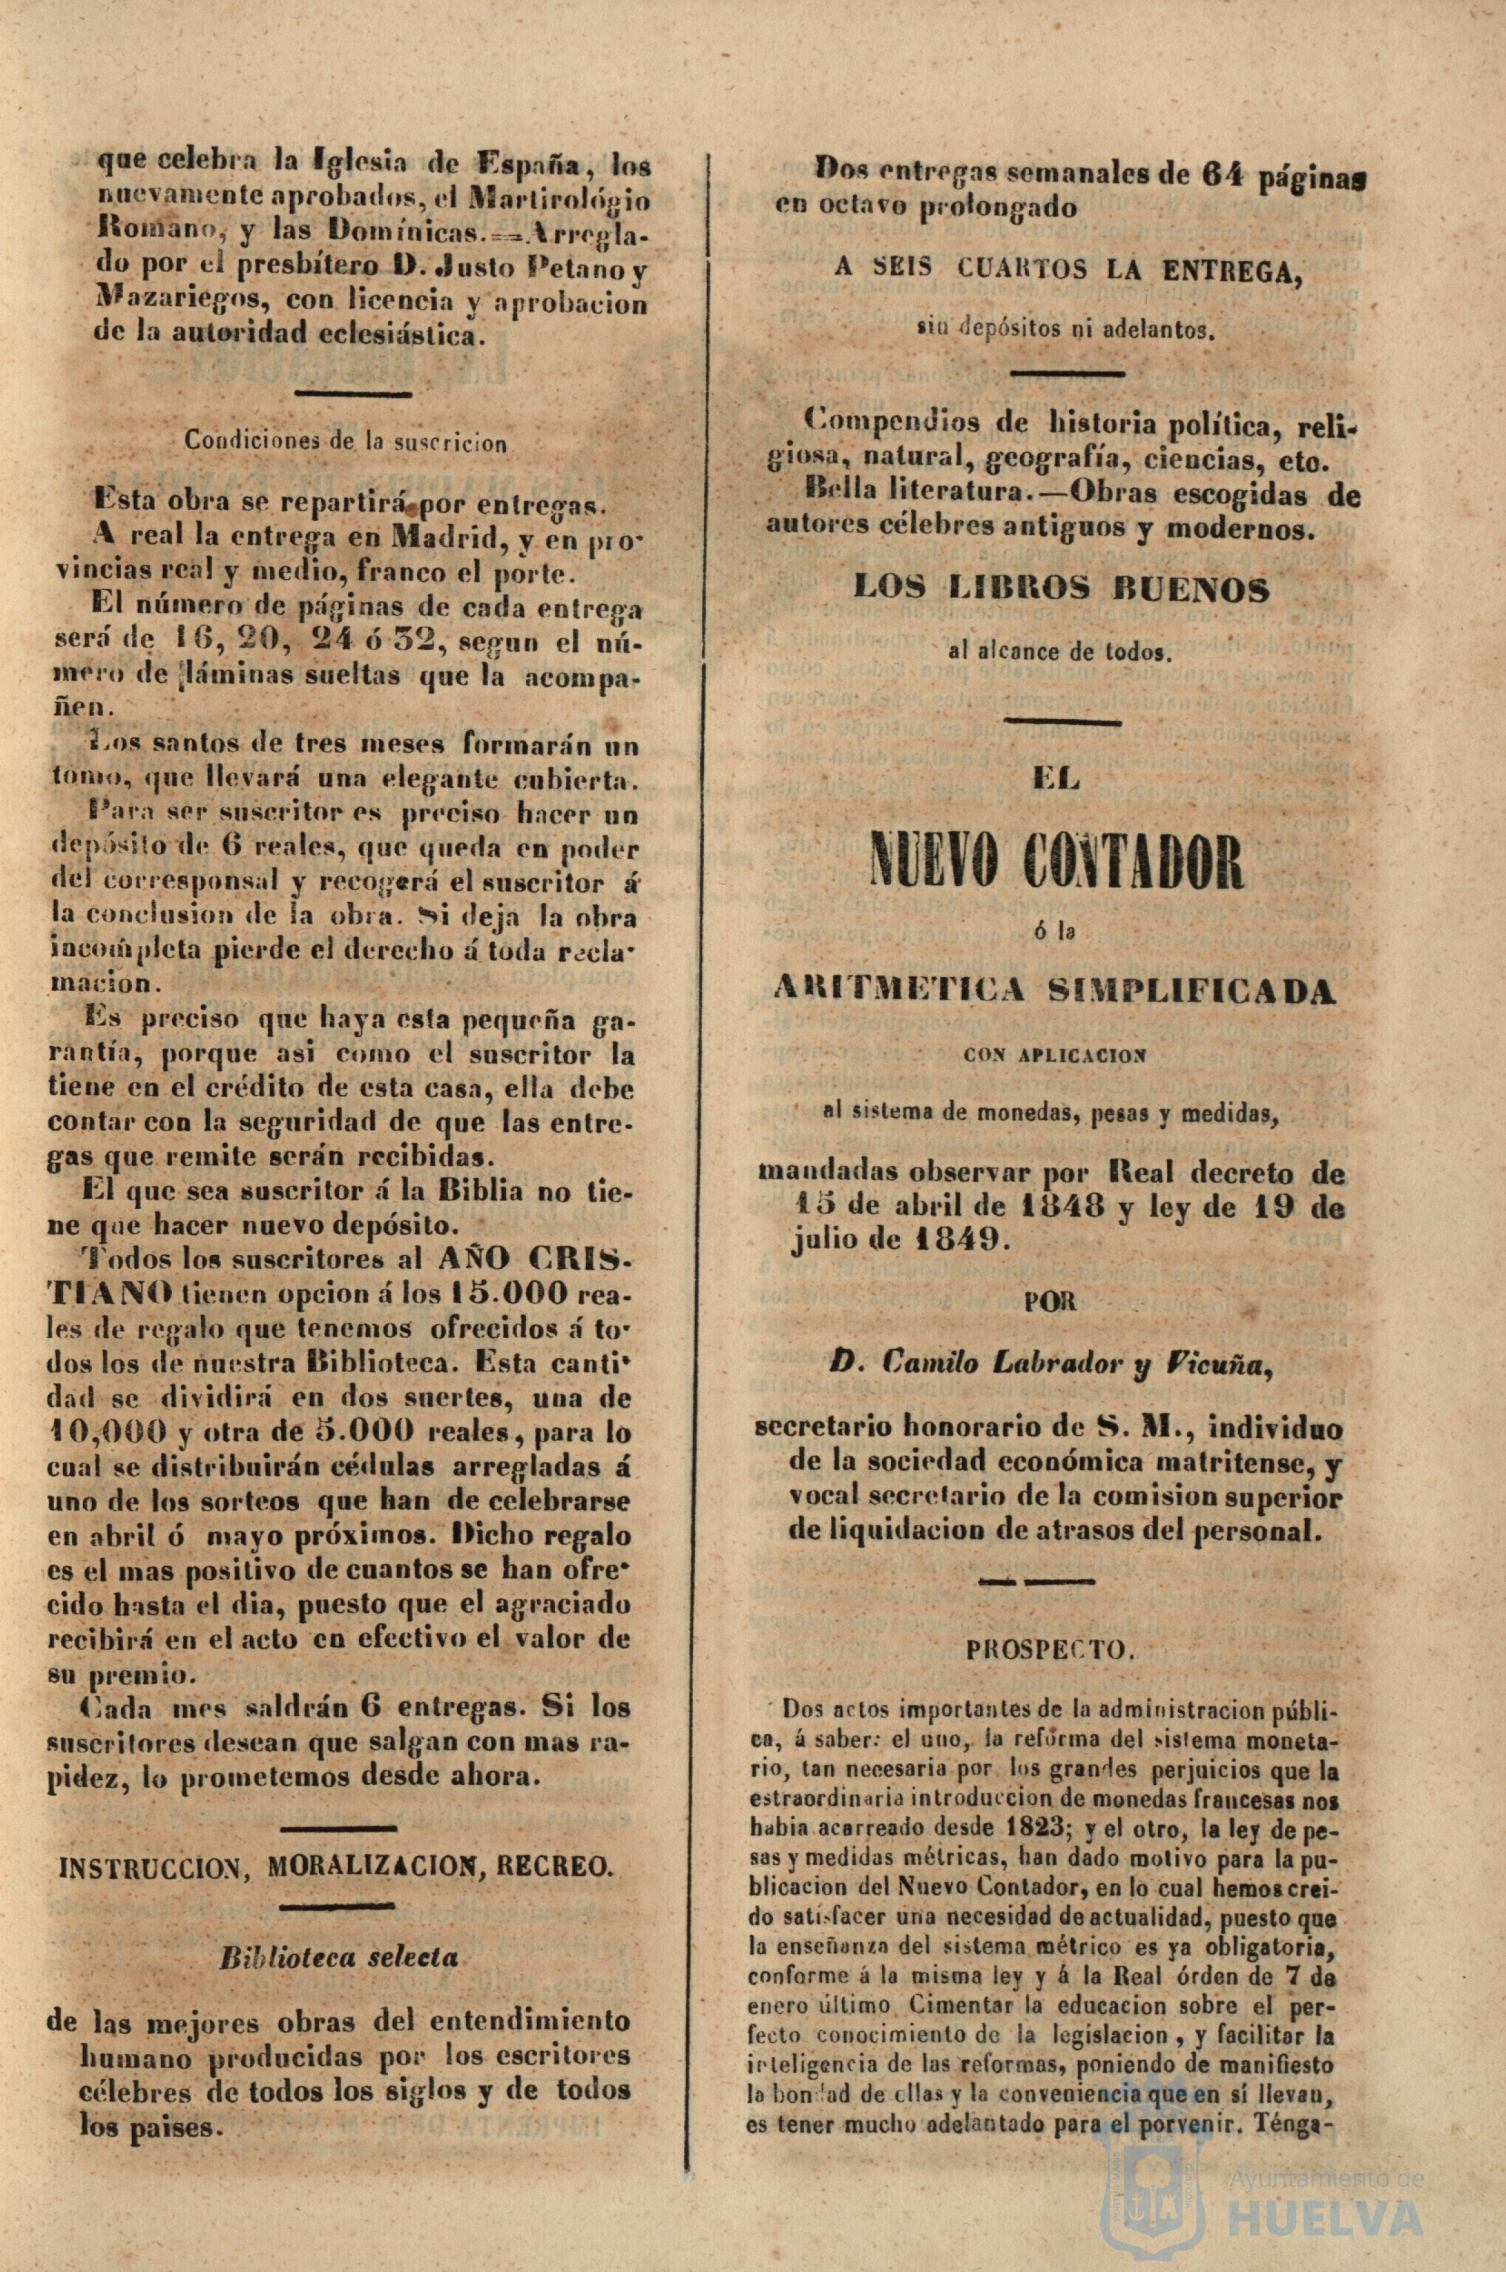 que celebra la Iglesia de España, los
nuevamente aprobados, el Martirológio
Romano, y las Domínicas.=Arregla-
do por el presbítero D. Justo Petano y
Mazariegos, con licencia y aprobacion
de la autoridad eclesiástica.
Condiciones de la suscricion
Esta obra se repartirá por entregas.
A real la entrega en Madrid, y en pro-
vincias real y medio, franco el porte.
El número de páginas de cada entrega
será de 16, 20, 24 ó 32, segun el nú-
mero de láminas sueltas que la acompa-
ñen.
Los santos de tres meses formarán un
tomo, que llevará una elegante cubierta.
Para ser suscritor es preciso hacer un
depósito de 6 reales, que queda en poder
del corresponsal y recogerá el suscritor á
la conclusion de la obra. Si deja la obra
incompleta pierde el derecho á toda recla-
macion.
Es preciso que haya esta pequeña ga-
rantía, porque asi como el suscritor la
tiene en el crédito de esta casa, ella debe
contar con la seguridad de que las entre-
gas que remite serán recibidas.
El que sea suscritor á la Biblia no tie-
ne que hacer nuevo depósito.
Todos los suscritores al AÑO CRIS-
TIANO tienen opcion á los 15.000 rea-
les de regalo que tenemos ofrecidos á to-
dos los de nuestra Biblioteca. Esta canti-
dad se dividirá en dos suertes, una de
10,000 y otra de 5.000 reales, para lo
cual se distribuirán cédulas arregladas á
uno de los sorteos que han de celebrarse
en abril ó mayo próximos. Dicho regalo
es el mas positivo de cuantos se han ofre-
cido hasta el dia, puesto que el agraciado
recibirá en el acto en efectivo el valor de
su premio.
Cada mes saldrán 6 entregas. Si los
suscritores desean que salgan con mas ra-
pidez, lo prometemos desde ahora.
INSTRUCCION, MORALIZACION, RECREO.
Biblioteca selecta
de las mejores obras del entendimiento
humano producidas por los escritores
célebres de todos los siglos y de todos
los paises.
Dos entregas semanales de 64 páginas
en octavo prolongado
A SEIS CUARTOS LA ENTREGA,
sin depósitos ni adelantos.
Compendios de historia política, reli-
giosa, natural, geografía, ciencias, etc.
Bella literatura.—Obras escogidas de
autores célebres antiguos y modernos.
LOS LIBROS BUENOS
al alcance de todos.
EL
NUEVO CONTADOR
ó la
ARITMETICA SIMPLIFICADA
CON APLICACION
al sistema de monedas, pesas y medidas,
mandadas observar por Real decreto de
15 de abril de 1848 y ley de 19 de
julio de 1849.
POR
D. Camilo Labrador y Vicuña,
secretario honorario de S. M., individuo
de la sociedad económica matritense, y
vocal secretario de la comision superior
de liquidacion de atrasos del personal.
PROSPECTO.
Dos actos importantes de la administracion públi-
ca, á saber: el uno, la reforma del sistema moneta-
rio, tan necesaria por los grandes perjuicios que la
estraordinaria introduccion de monedas francesas nos
habia acarreado desde 1823; y el otro, la ley de pe-
sas y medidas métricas, han dado motivo para la pu-
blicacion del Nuevo Contador, en lo cual hemos crei-
do satisfacer una necesidad de actualidad, puesto que
la enseñanza del sistema métrico es ya obligatoria,
conforme á la misma ley y á la Real órden de 7 de
enero último. Cimentar la educacion sobre el per-
fecto conocimiento de la legislacion, y facilitar la
inteligencia de las reformas, poniendo de manifiesto
la bondad de ellas y la conveniencia que en sí llevan,
es tener mucho adelantado para el porvenir. Ténga-
Ayuntamiento de
HUELVA